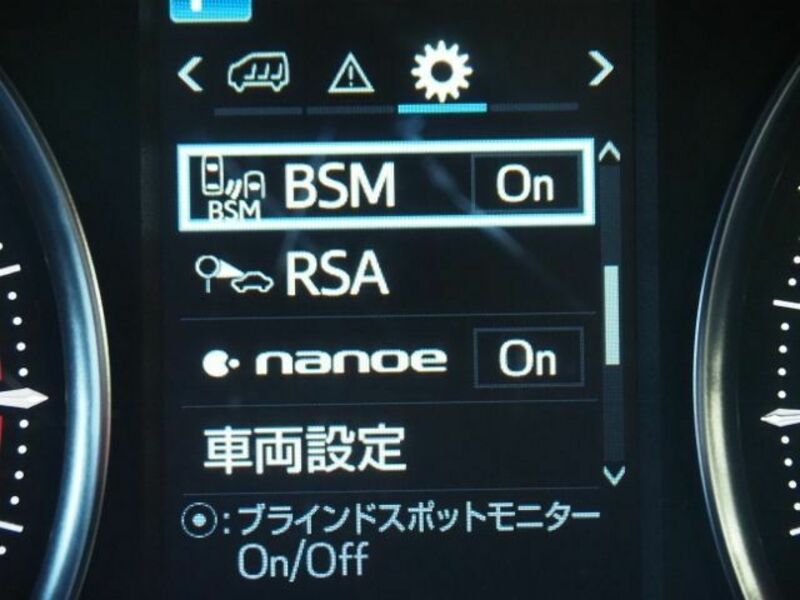 BSM
BSM On
RSA
nanoe On
車両設定
:ブラインドスポットモニター
On/Off